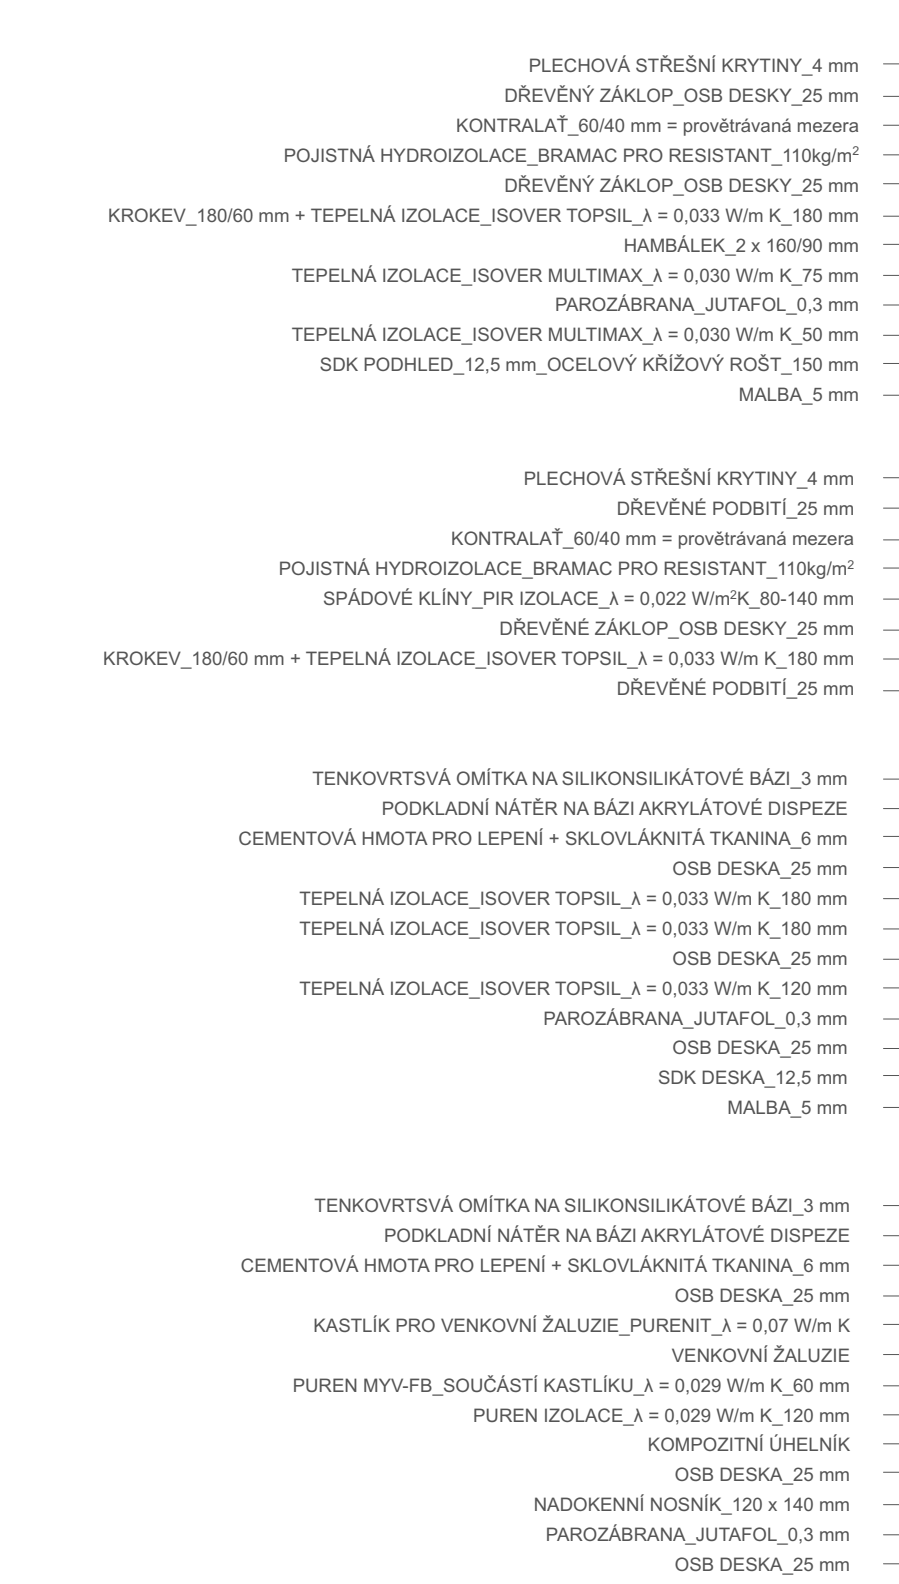 PLECHOVÁ STŘEŠNÍ KRYTINY_4 mm
DŘEVĚNÝ ZÁKLOP_OSB DESKY_25 mm
KONTRALAŤ_60/40 mm = provětrávaná mezera
POJISTNÁ HYDROIZOLACE_BRAMAC PRO RESISTANT_110kg/m²
DŘEVĚNÝ ZÁKLOP_OSB DESKY_25 mm
KROKEV_180/60 mm + TEPELNÁ IZOLACE_ISOVER TOPSIL_λ = 0,033 W/m K_180 mm
HAMBÁLEK_2 x 160/90 mm
TEPELNÁ IZOLACE_ISOVER MULTIMAX_λ = 0,030 W/m K_75 mm
PAROZÁBRANA_JUTAFOL_0,3 mm
TEPELNÁ IZOLACE_ISOVER MULTIMAX_λ = 0,030 W/m K_50 mm
SDK PODHLED_12,5 mm_OCELOVÝ KŘÍŽOVÝ ROŠT_150 mm
MALBA_5 mm
PLECHOVÁ STŘEŠNÍ KRYTINY_4 mm
DŘEVĚNÉ PODBITÍ_25 mm
KONTRALAŤ_60/40 mm = provětrávaná mezera
POJISTNÁ HYDROIZOLACE_BRAMAC PRO RESISTANT_110kg/m²
SPÁDOVÉ KLÍNY_PIR IZOLACE_λ = 0,022 W/m²K_80-140 mm
DŘEVĚNÉ ZÁKLOP_OSB DESKY_25 mm
KROKEV_180/60 mm + TEPELNÁ IZOLACE_ISOVER TOPSIL_λ = 0,033 W/m K_180 mm
DŘEVĚNÉ PODBITÍ_25 mm
TENKOVRTSVÁ OMÍTKA NA SILIKONSILIKÁTOVÉ BÁZI_3 mm
PODKLADNÍ NÁTĚR NA BÁZI AKRYLÁTOVÉ DISPEZE
CEMENTOVÁ HMOTA PRO LEPENÍ + SKLOVLÁKNITÁ TKANINA_6 mm
OSB DESKA_25 mm
TEPELNÁ IZOLACE_ISOVER TOPSIL_λ = 0,033 W/m K_180 mm
TEPELNÁ IZOLACE_ISOVER TOPSIL_λ = 0,033 W/m K_180 mm
OSB DESKA_25 mm
TEPELNÁ IZOLACE_ISOVER TOPSIL_λ = 0,033 W/m K_120 mm
PAROZÁBRANA_JUTAFOL_0,3 mm
OSB DESKA_25 mm
SDK DESKA_12,5 mm
MALBA_5 mm
TENKOVRTSVÁ OMÍTKA NA SILIKONSILIKÁTOVÉ BÁZI_3 mm
PODKLADNÍ NÁTĚR NA BÁZI AKRYLÁTOVÉ DISPEZE
CEMENTOVÁ HMOTA PRO LEPENÍ + SKLOVLÁKNITÁ TKANINA_6 mm
OSB DESKA_25 mm
KASTLÍK PRO VENKOVNÍ ŽALUZIE_PURENIT_λ = 0,07 W/m K
VENKOVNÍ ŽALUZIE
PUREN MYV-FB_SOUČÁSTÍ KASTLÍKU_λ = 0,029 W/m K_60 mm
PUREN IZOLACE_λ = 0,029 W/m K_120 mm
KOMPOZITNÍ ÚHELNÍK
OSB DESKA_25 mm
NADOKENNÍ NOSNÍK_120 x 140 mm
PAROZÁBRANA_JUTAFOL_0,3 mm
OSB DESKA_25 mm